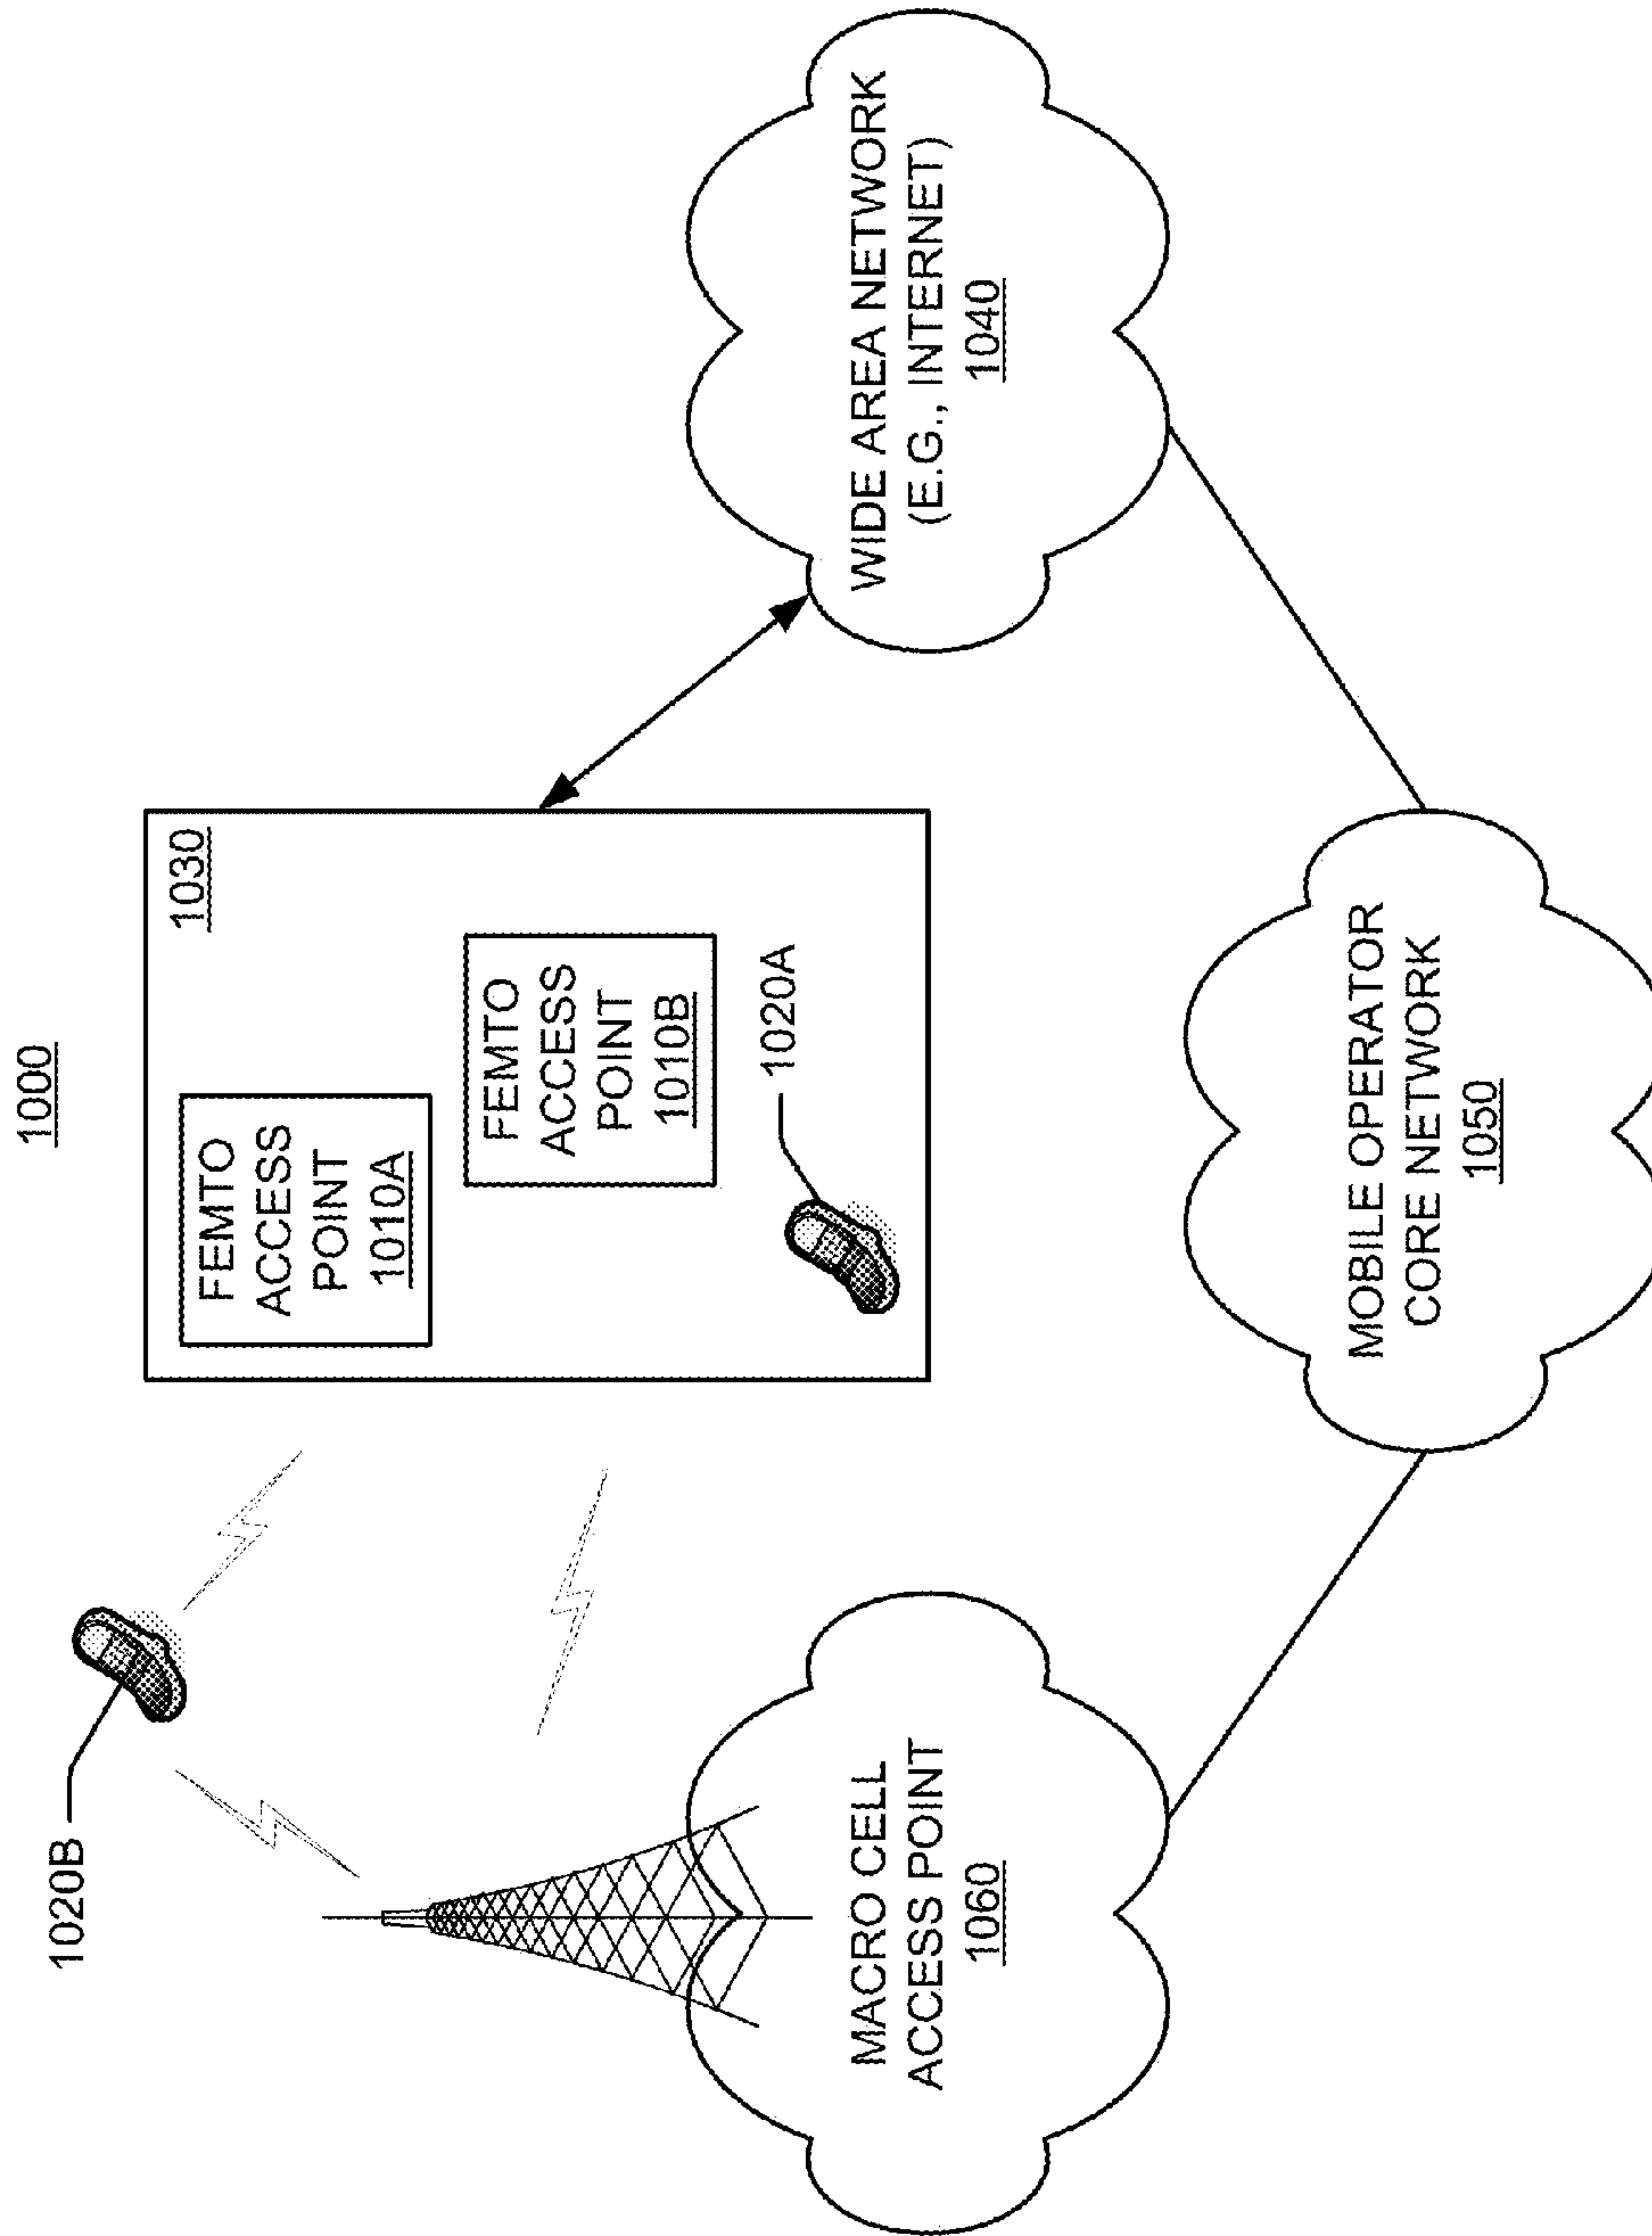 1000
1020B
1030
FEMTO
ACCESS
POINT
1010A
FEMTO
ACCESS
POINT
1010B
1020A
MACRO CELL
ACCESS POINT
1060
WIDE AREA NETWORK
(E.G., INTERNET)
1040
MOBILE OPERATOR
CORE NETWORK
1050